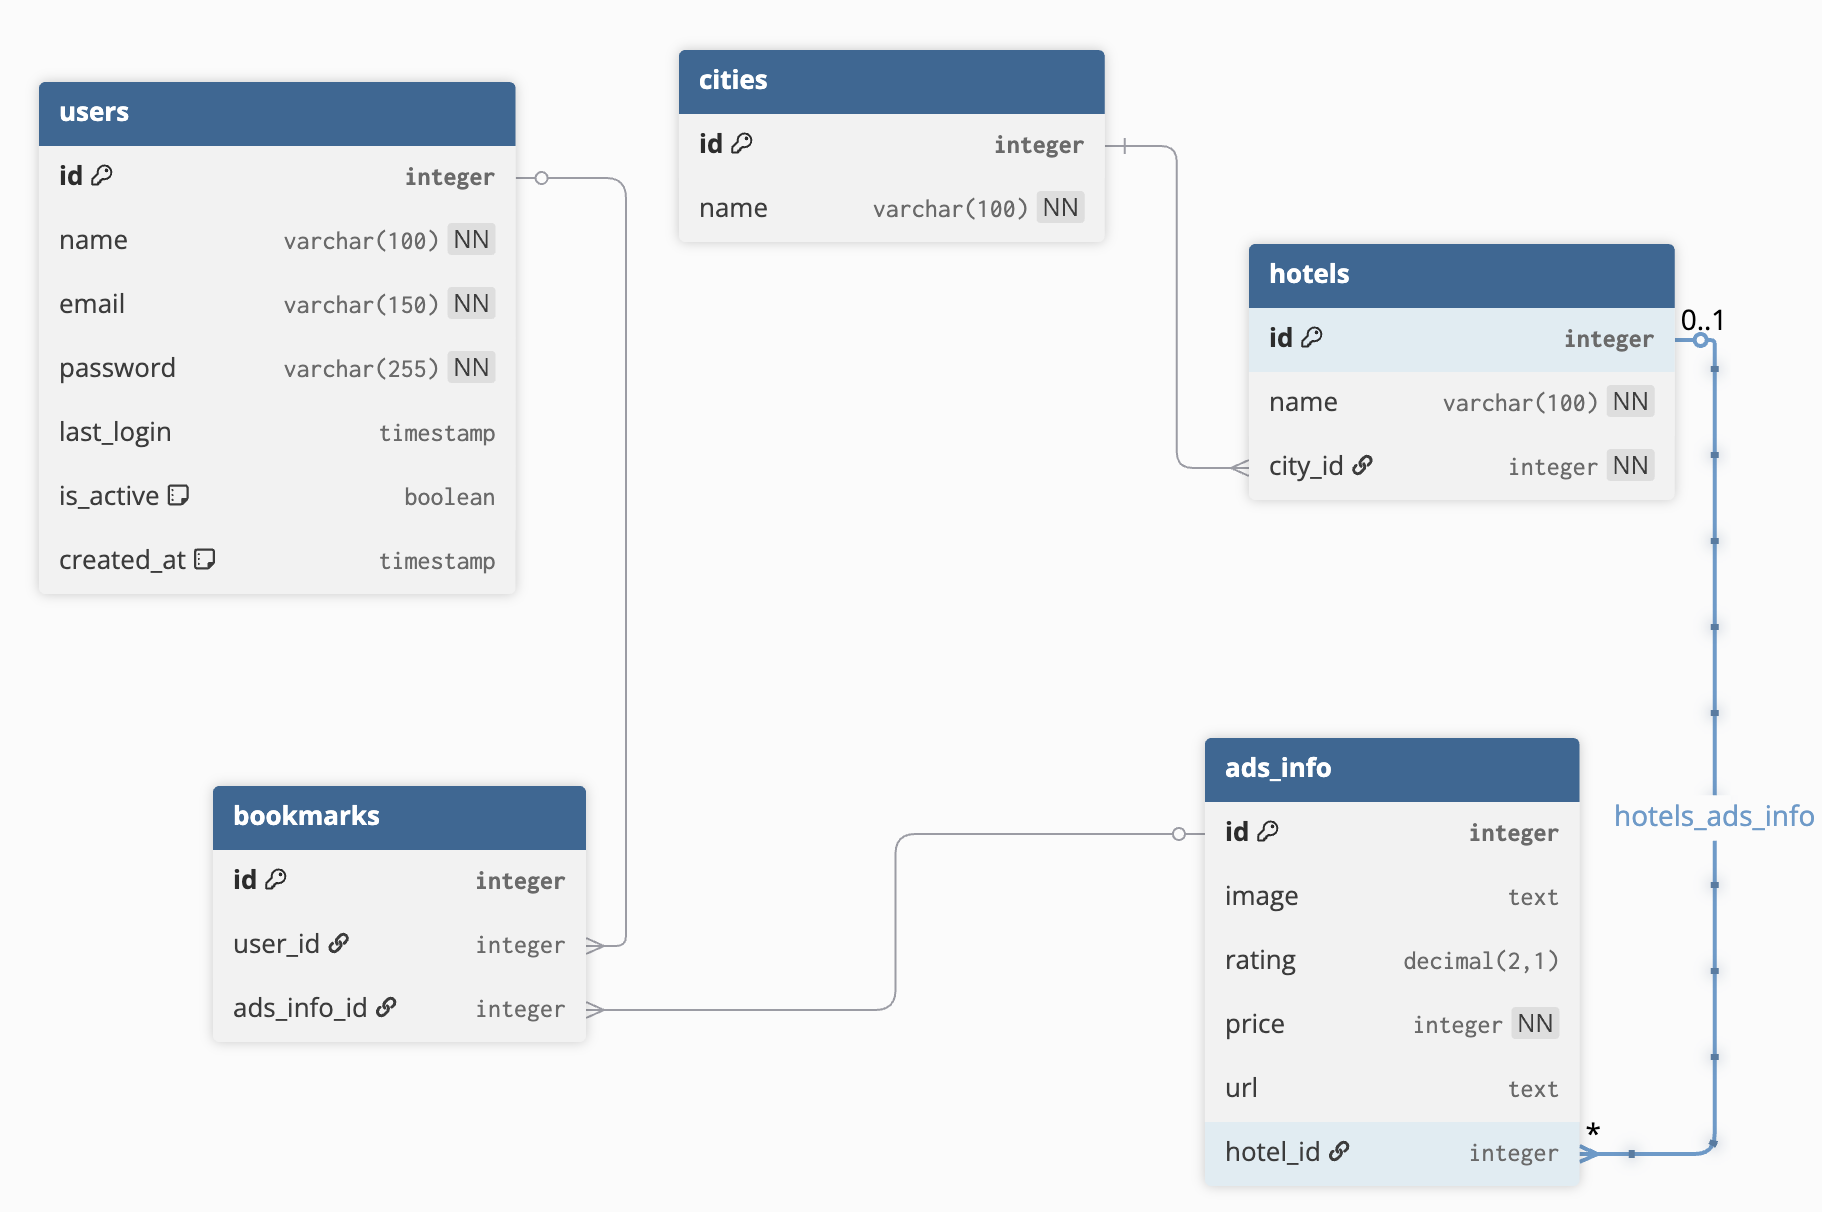 users
id integer
name varchar(100) NN
email varchar(150) NN
password varchar(255) NN
last_login timestamp
is_active boolean
created_at timestamp
cities
id integer
name varchar(100) NN
hotels
id integer
name varchar(100) NN
city_id integer NN
0..1
bookmarks
id integer
user_id integer
ads_info_id integer
ads_info
id integer
image text
rating decimal(2,1)
price integer NN
url text
hotel_id integer
*
hotels_ads_info